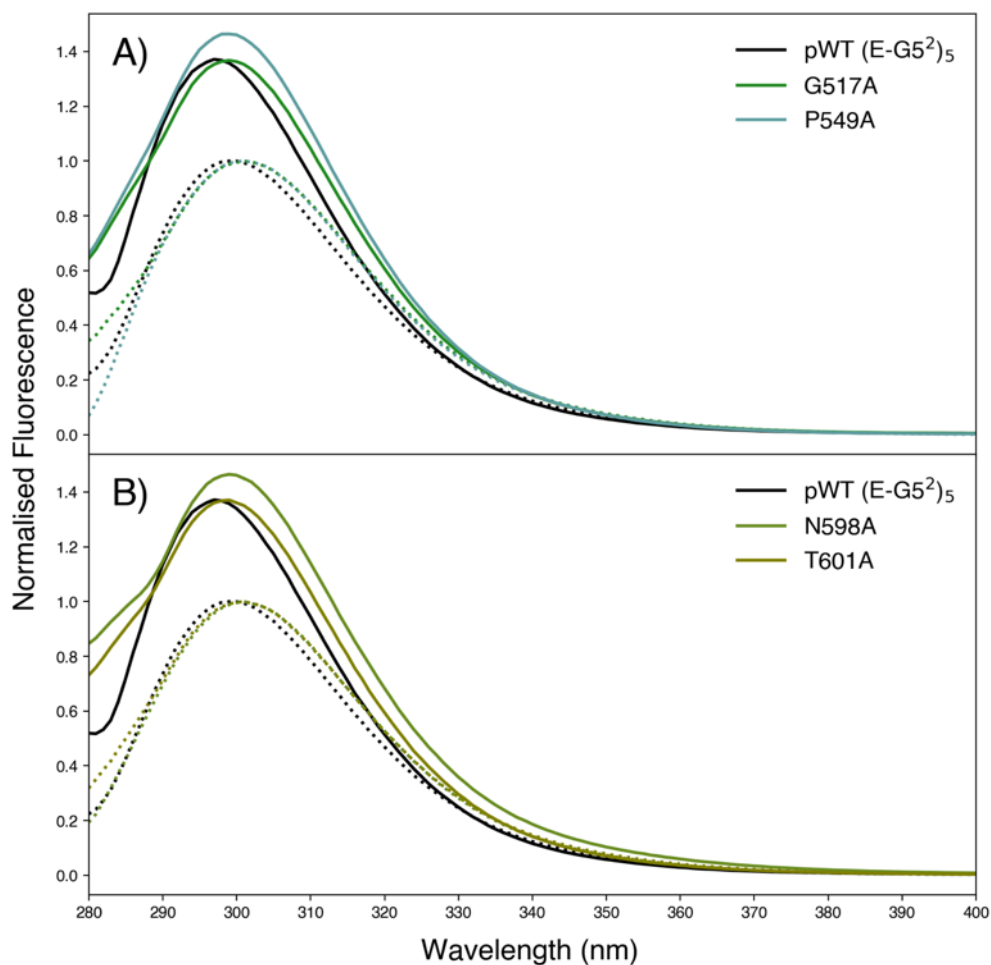 A)
pWT (E-G5²)₅
G517A
P549A
1.4
1.2
1.0
0.8
0.6
0.4
0.2
0.0
B)
pWT (E-G5²)₅
N598A
T601A
1.4
1.2
1.0
0.8
0.6
0.4
0.2
0.0
Normalised Fluorescence
280 290 300 310 320 330 340 350 360 370 380 390 400
Wavelength (nm)